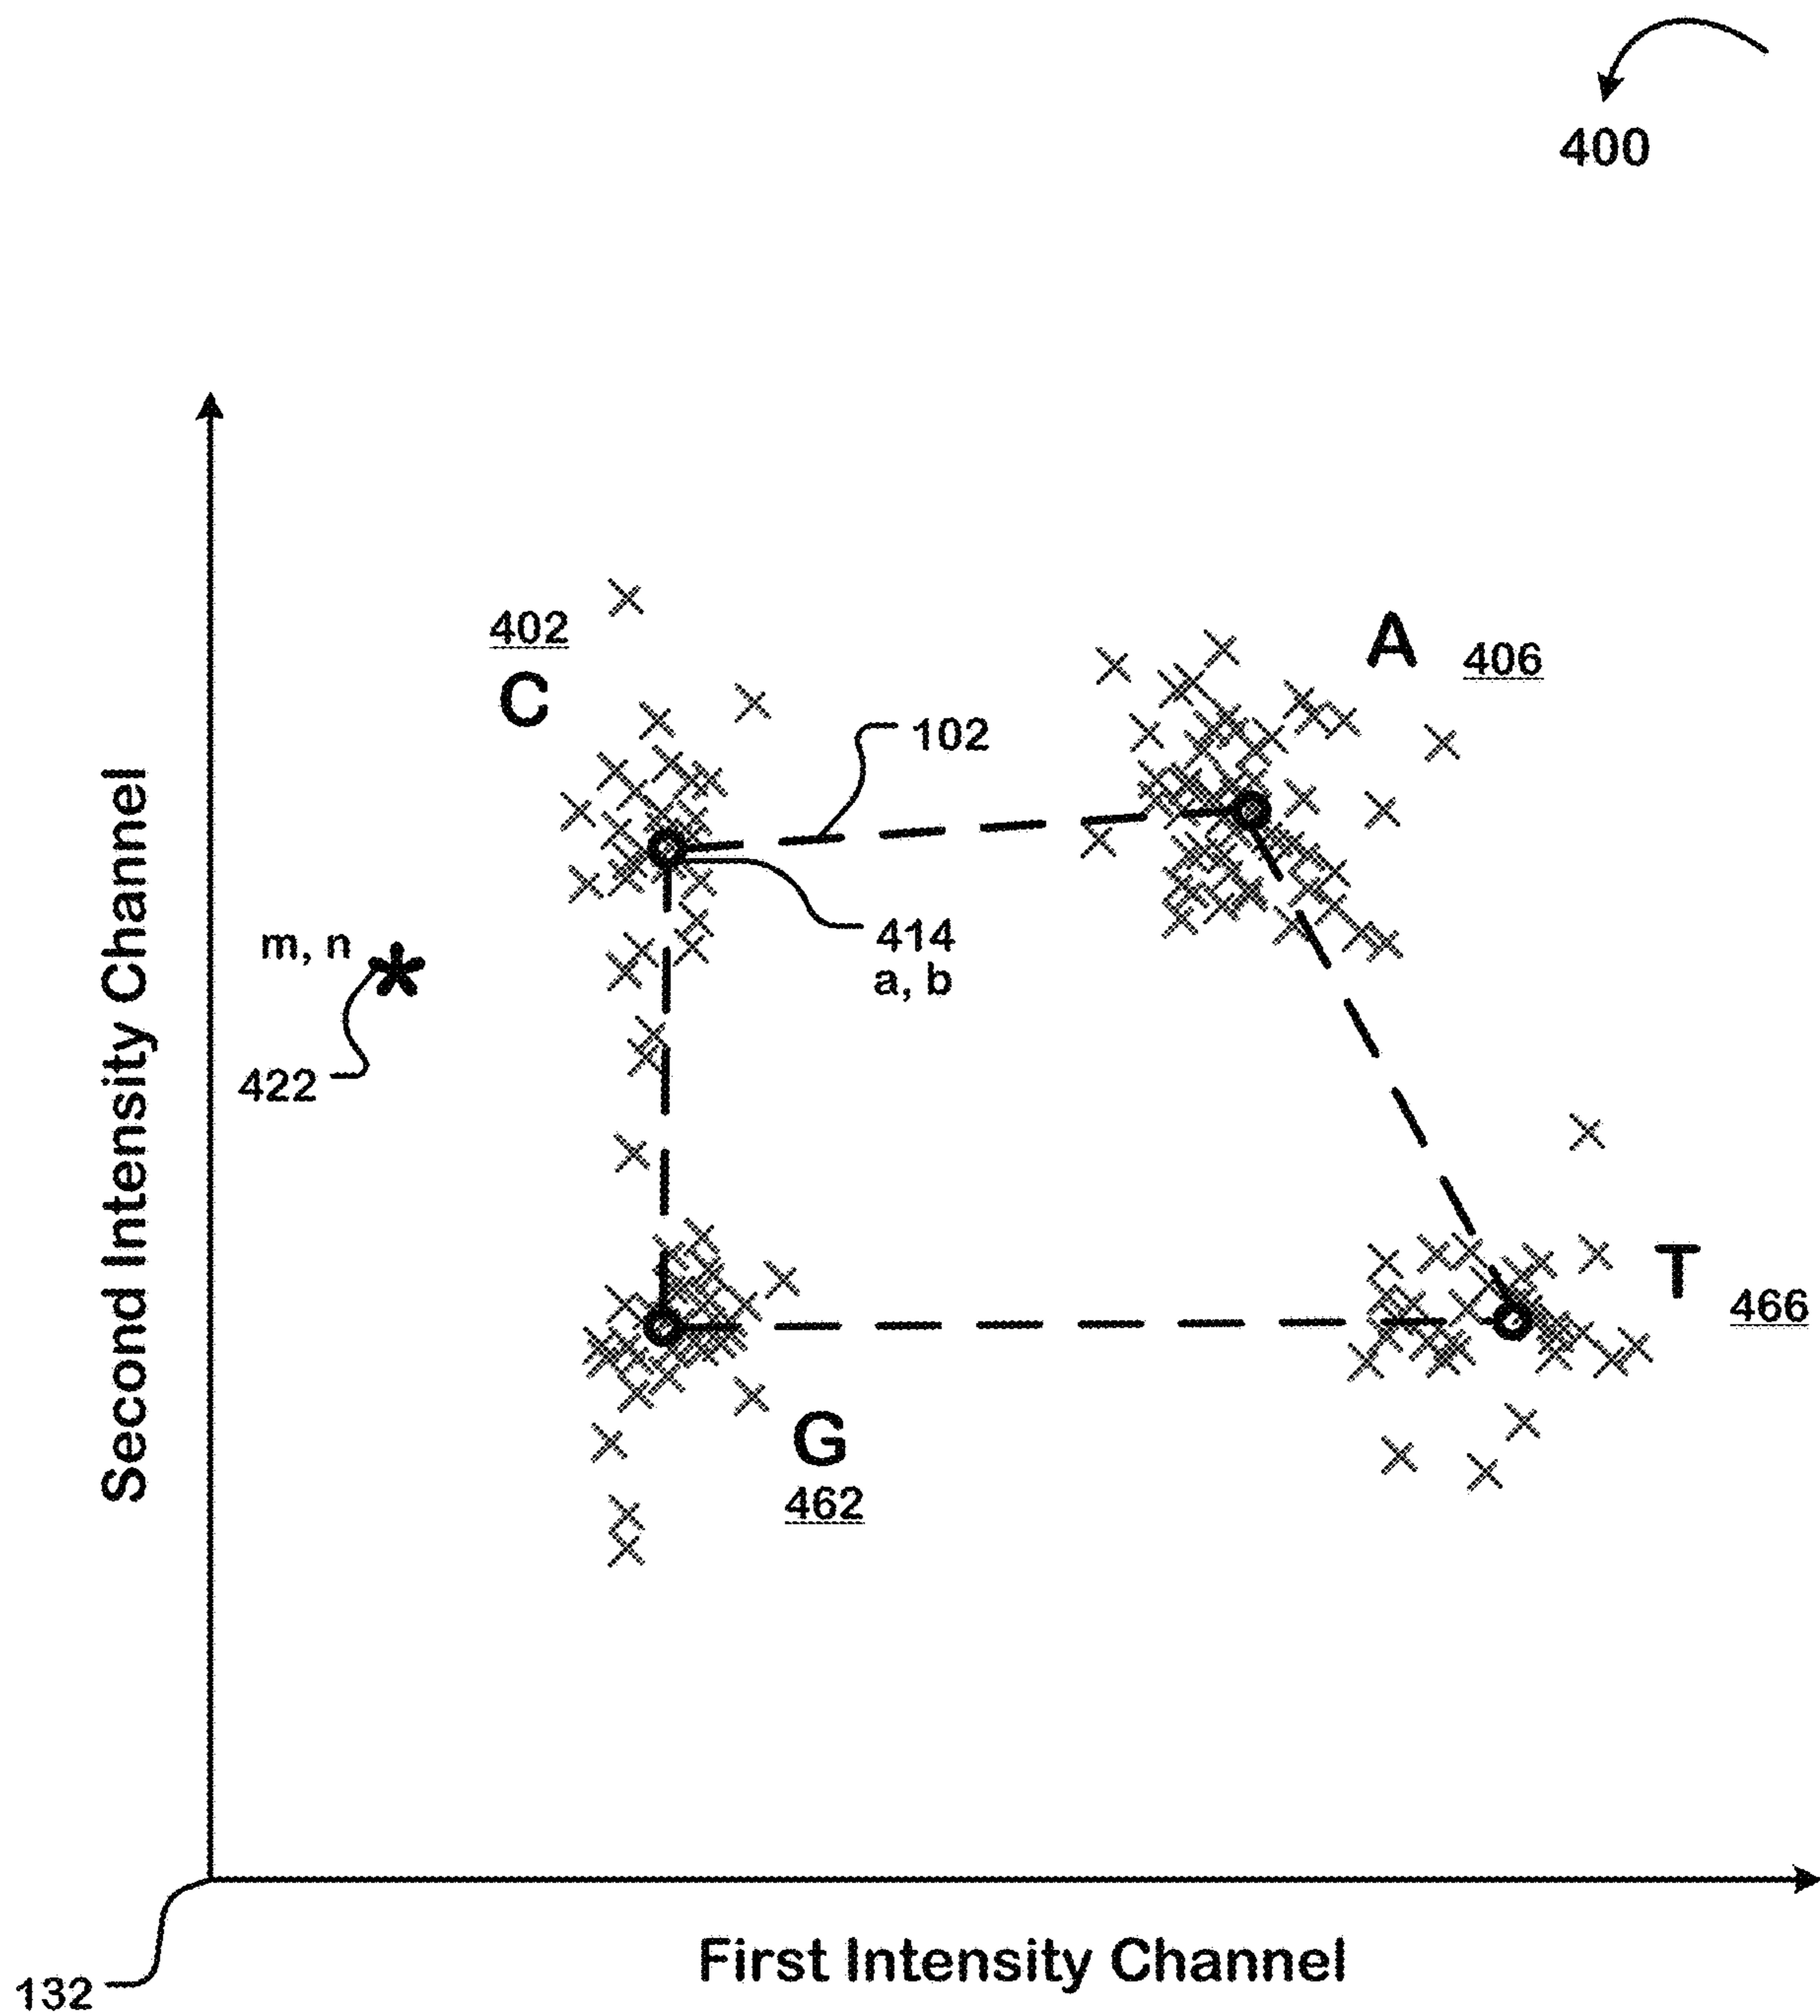 400
402
C
A
406
102
414
a, b
m, n
422
T
466
G
462
Second Intensity Channel
First Intensity Channel
132